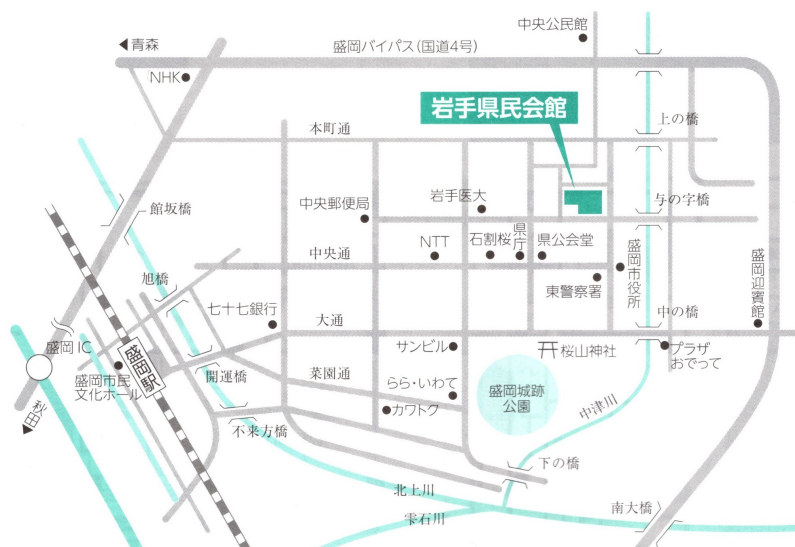 中央公民館
青森
盛岡バイパス(国道4号)
NHK
岩手県民会館
本町通
上の橋
館坂橋
中央郵便局
岩手医大
与の字橋
NTT
石割桜
県庁
県公会堂
中央通
盛岡市役所
盛岡迎賓館
旭橋
東警察署
七十七銀行
大通
中の橋
盛岡IC
盛岡駅
サンビル
桜山神社
プラザ
おでって
盛岡市民
文化ホール
開運橋
菜園通
らら・いわて
盛岡城跡
公園
秋田
カワトク
中津川
不来方橋
下の橋
北上川
南大橋
雫石川